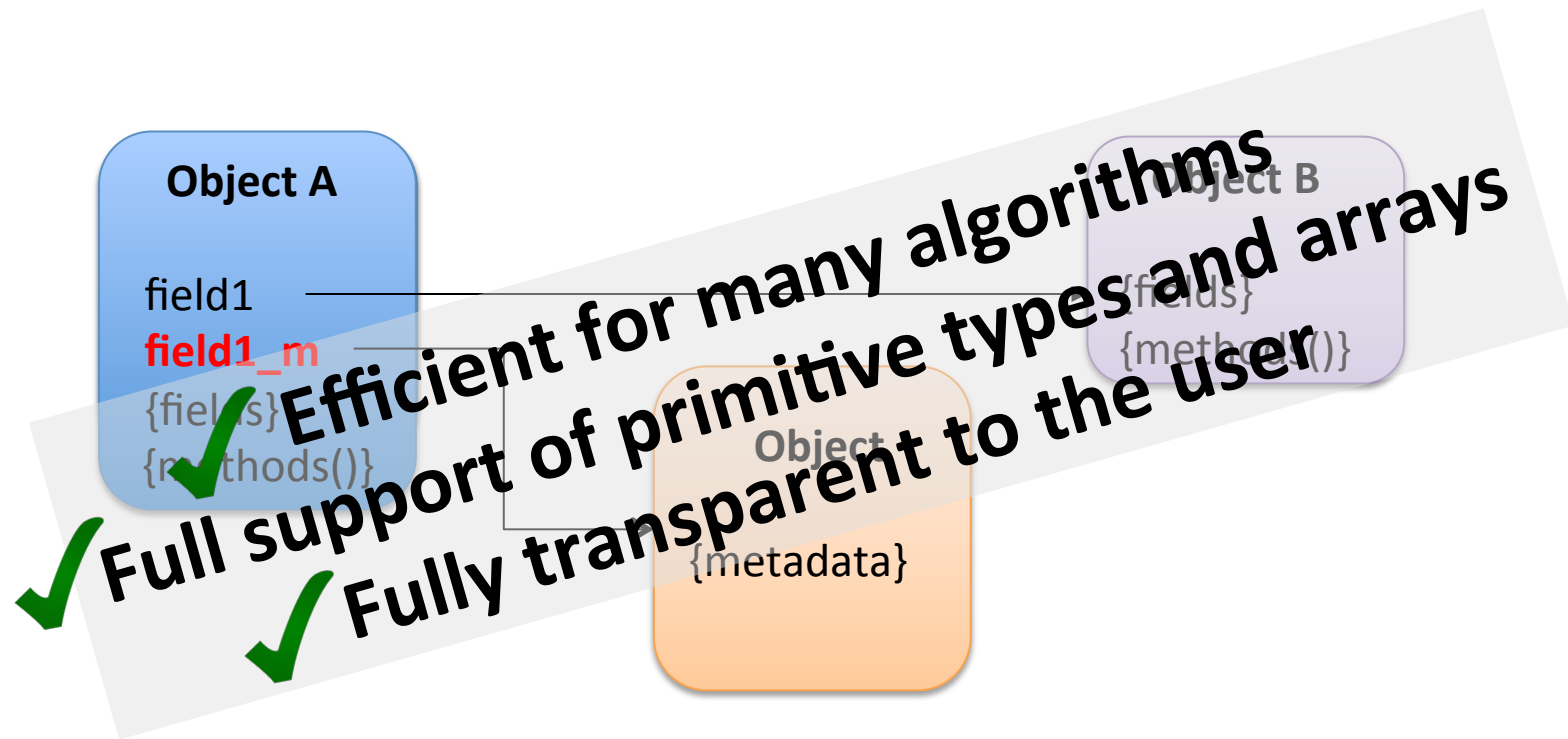 Object A
field1
field1_m
{fields}
{methods()}
Object B
{fields}
{methods()}
Object
{metadata}
Efficient for many algorithms
Full support of primitive types and arrays
Fully transparent to the user